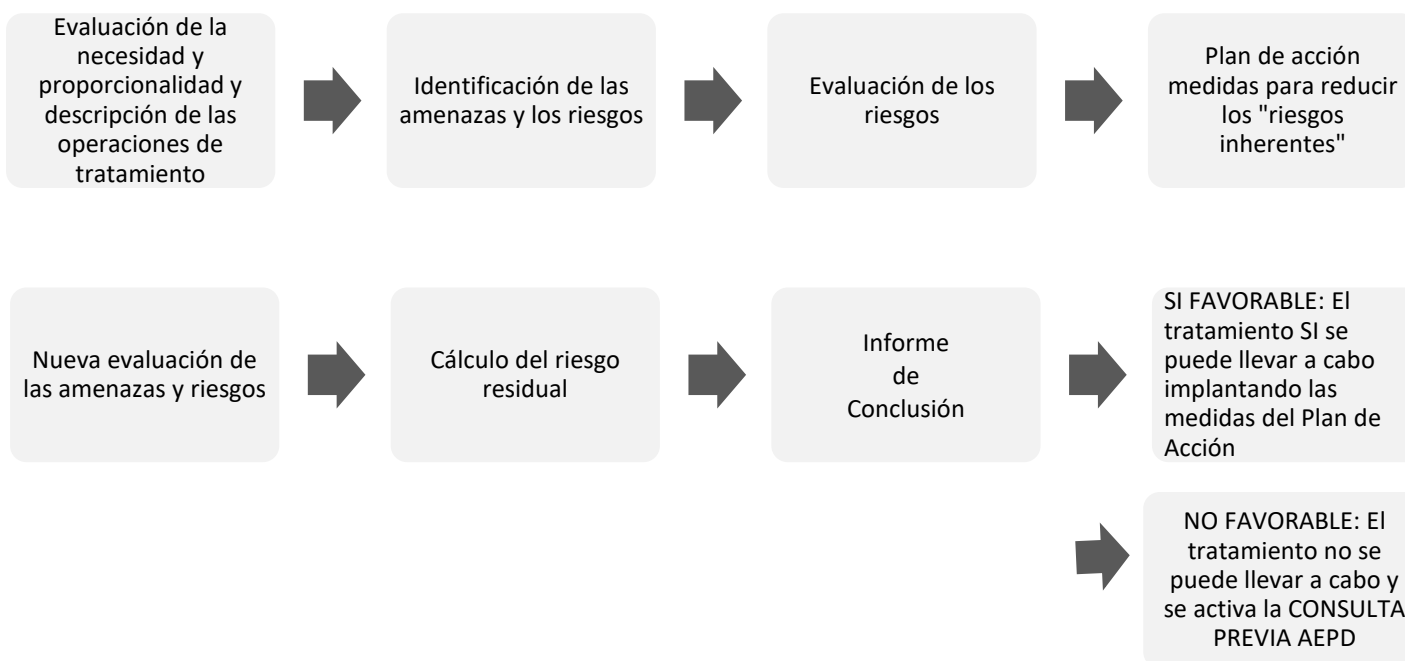 Evaluación de la
necesidad y
proporcionalidad y
descripción de las
operaciones de
tratamiento
Identificación de las
amenazas y los riesgos
Evaluación de los
riesgos
Plan de acción
medidas para reducir
los "riesgos
inherentes"
Nueva evaluación de
las amenazas y riesgos
Cálculo del riesgo
residual
Informe
de
Conclusión
SI FAVORABLE: El
tratamiento SI se
puede llevar a cabo
implantando las
medidas del Plan de
Acción
NO FAVORABLE: El
tratamiento no se
puede llevar a cabo y
se activa la CONSULTA
PREVIA AEPD